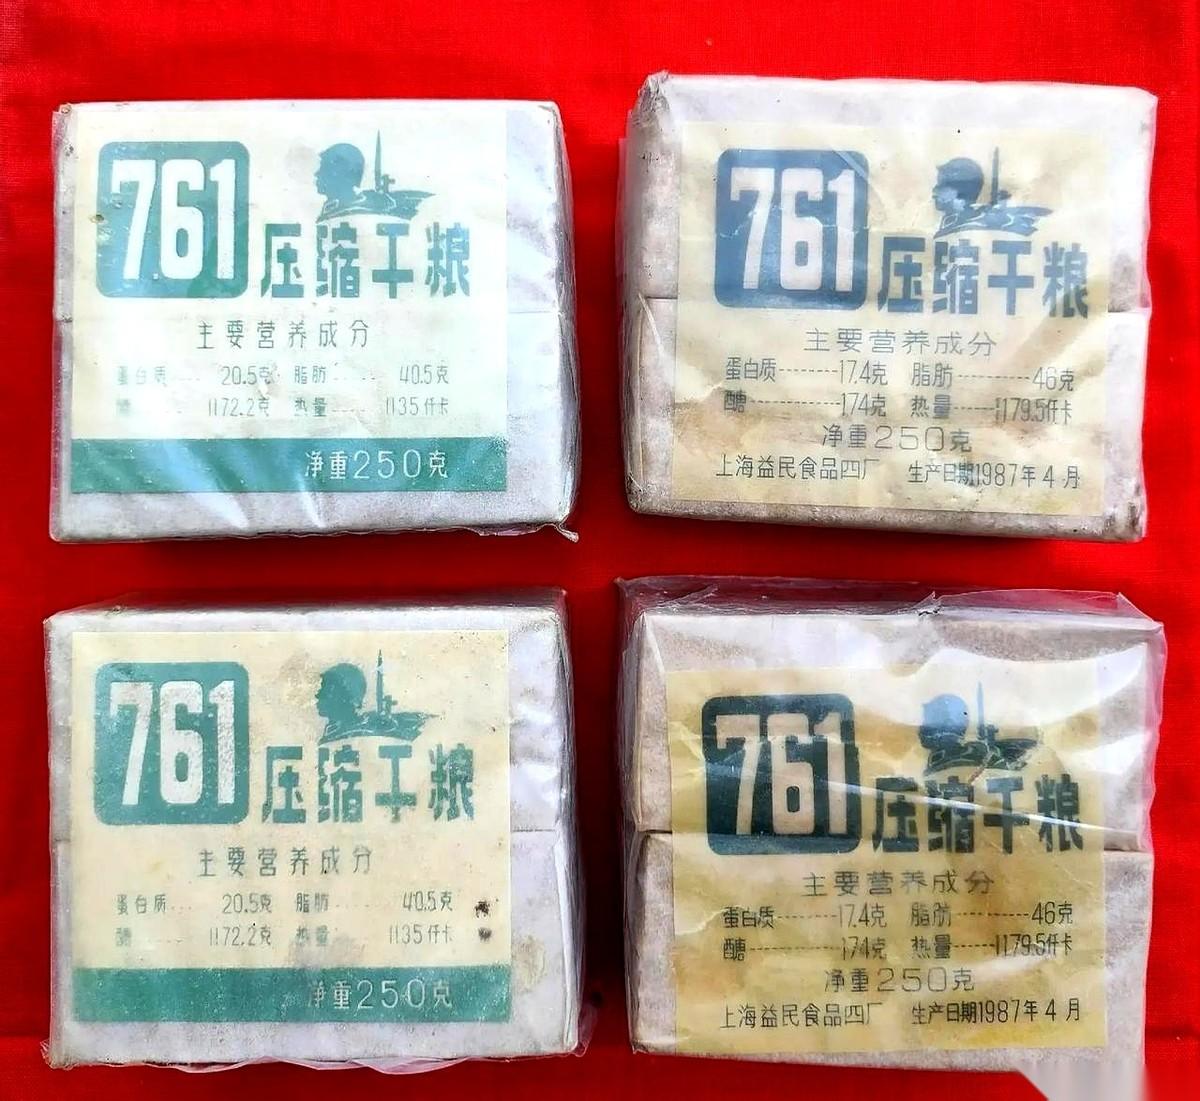 761
压缩干粮
主要营养成分
蛋白质 20.5克 脂肪 40.5克
醣 172.2克 热量 1135仟卡
净重250克
761
压缩干粮
主要营养成分
蛋白质--------17.4克 脂肪--------46克
醣----------174克 热量-----1179.5仟卡
净重250克
上海益民食品四厂 生产日期1987年4月
761
压缩干粮
主要营养成分
蛋白质 20.5克 脂肪 40.5克
醣 172.2克 热量 1135仟卡
净重250克
761
压缩干粮
主要营养成分
蛋白质--------17.4克 脂肪--------46克
醣----------174克 热量-----1179.5仟卡
净重250克
上海益民食品四厂 生产日期1987年4月